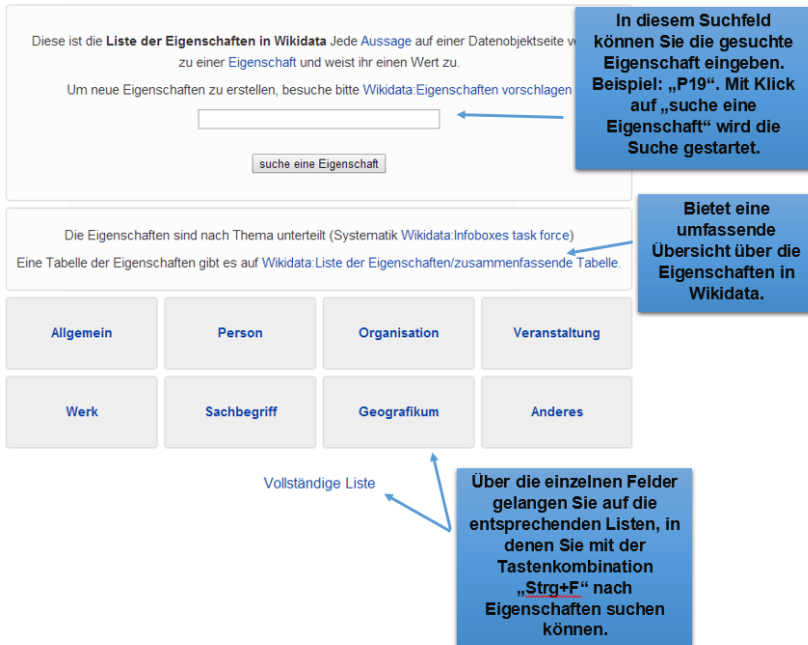 Diese ist die Liste der Eigenschaften in Wikidata Jede Aussage auf einer Datenobjektseite
zu einer Eigenschaft und weist ihr einen Wert zu.
Um neue Eigenschaften zu erstellen, besuche bitte Wikidata:Eigenschaften vorschlagen
suche eine Eigenschaft
In diesem Suchfeld
können Sie die gesuchte
Eigenschaft eingeben.
Beispiel: „P19“. Mit Klick
auf „suche eine
Eigenschaft“ wird die
Suche gestartet.
Die Eigenschaften sind nach Thema unterteilt (Systematik Wikidata:Infoboxes task force)
Eine Tabelle der Eigenschaften gibt es auf Wikidata:Liste der Eigenschaften/zusammenfassende Tabelle.
Bietet eine
umfassende
Übersicht über die
Eigenschaften in
Wikidata.
Allgemein
Person
Organisation
Veranstaltung
Werk
Sachbegriff
Geografikum
Anderes
Vollständige Liste
Über die einzelnen Felder
gelangen Sie auf die
entsprechenden Listen, in
denen Sie mit der
Tastenkombination
„Strg+F“ nach
Eigenschaften suchen
können.